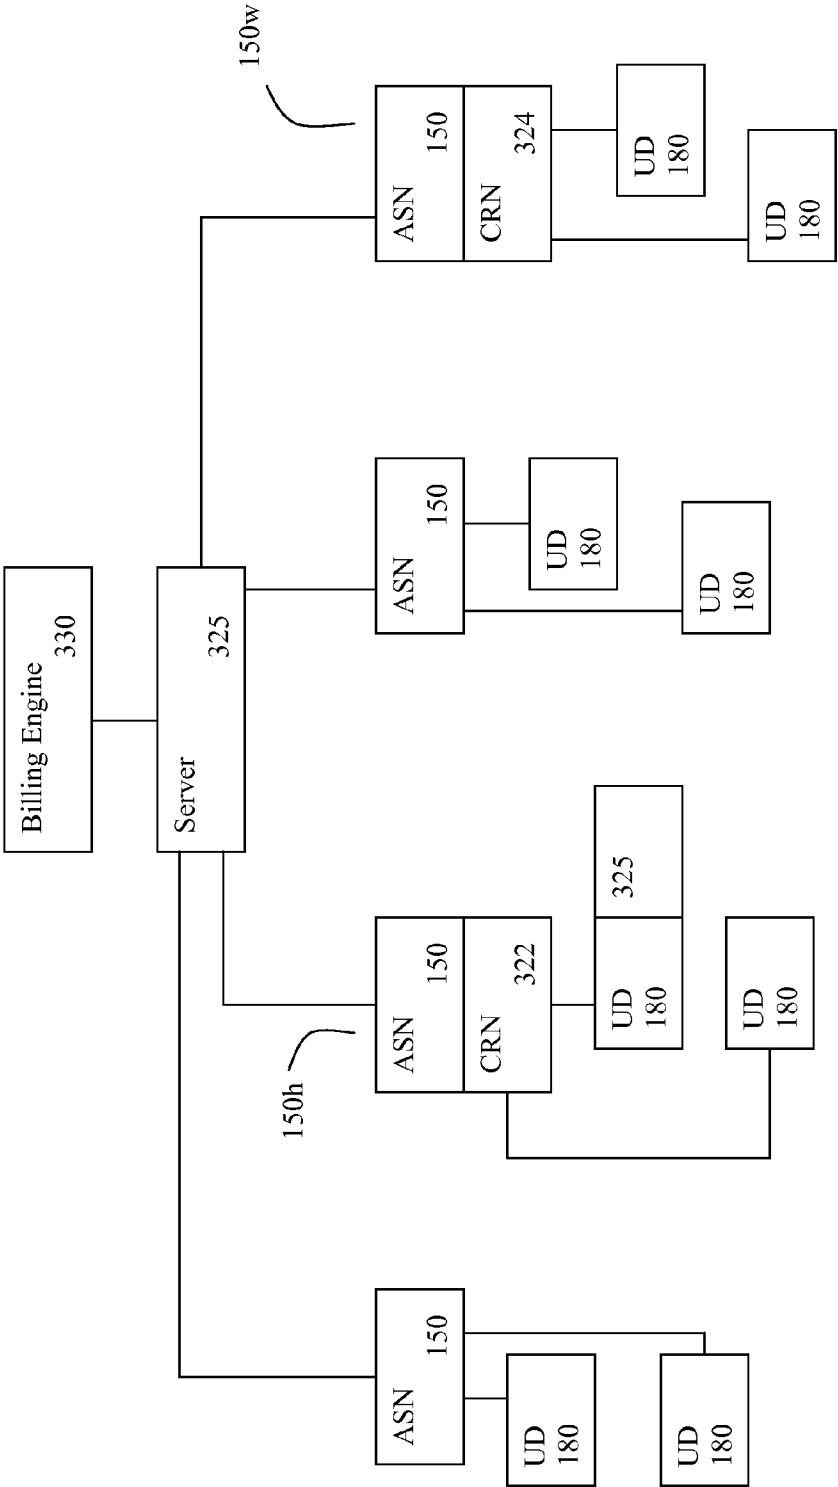 Billing Engine
330
Server
325
150h
150w
ASN
150
ASN
150
CRN
322
ASN
150
ASN
150
CRN
324
UD
180
UD
180
UD
180
325
UD
180
UD
180
UD
180
UD
180
UD
180